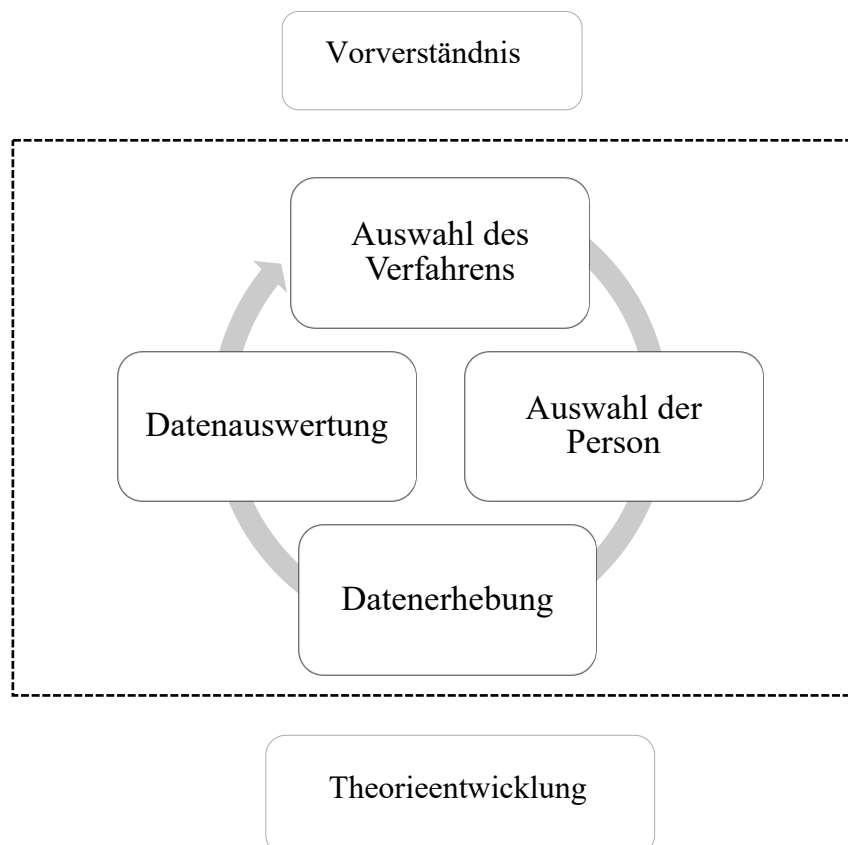 Vorverständnis
Auswahl des
Verfahrens
Auswahl der
Person
Datenauswertung
Datenerhebung
Theorieentwicklung